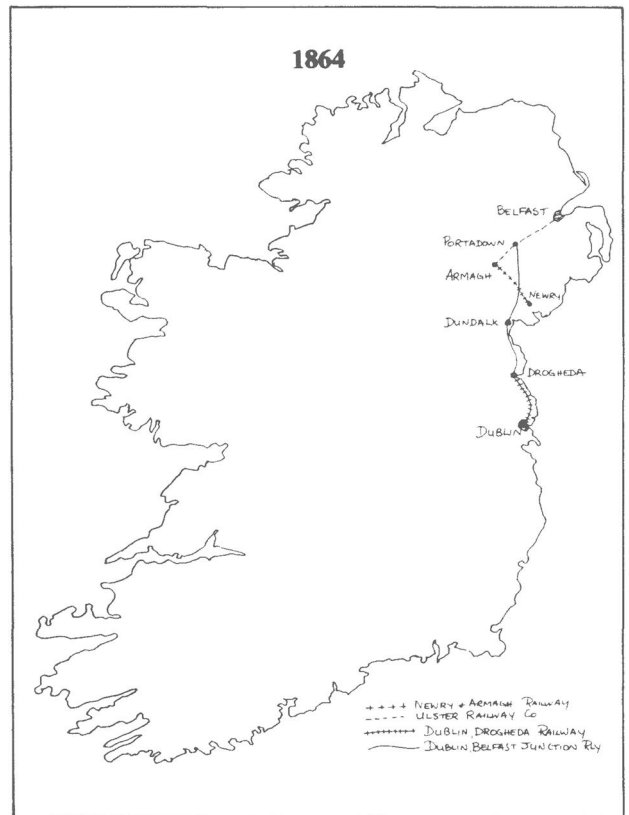 1864
BELFAST
PORTADOWN
ARMAGH
NEWRY
DUNDALK
DROGHEDA
DUBLIN
NEWRY & ARMAGH RAILWAY
ULSTER RAILWAY Co
DUBLIN, DROGHEDA RAILWAY
DUBLIN, BELFAST JUNCTION RLY